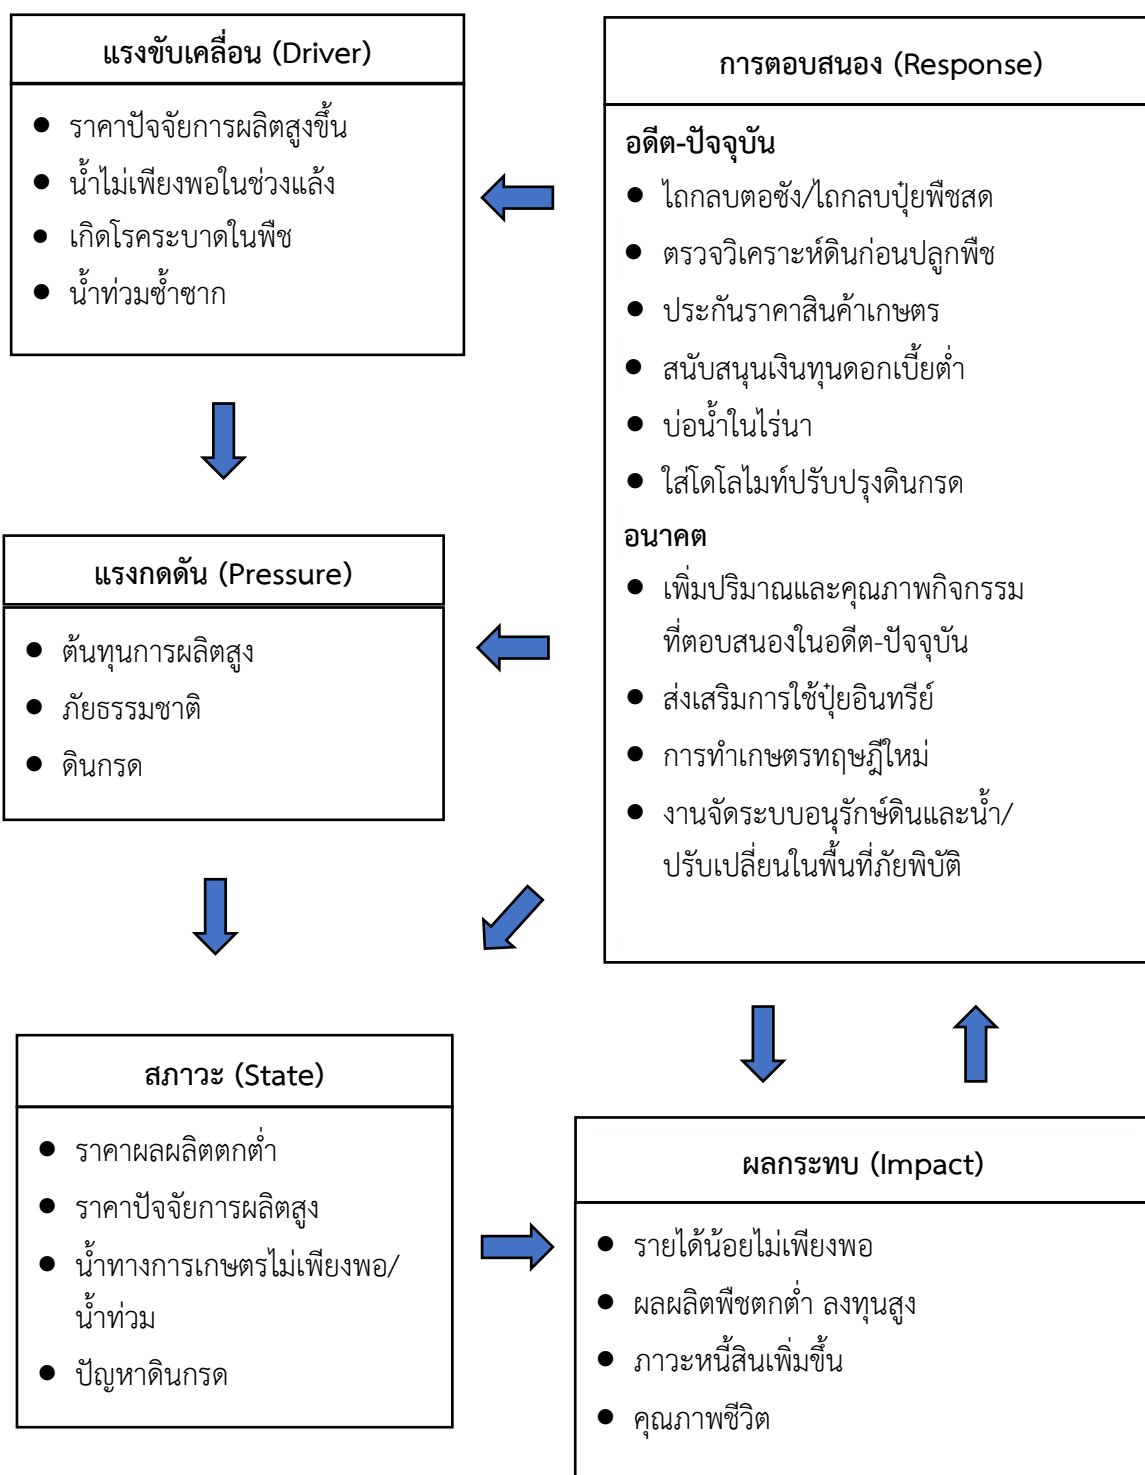 แรงขับเคลื่อน (Driver)
● ราคาปัจจัยการผลิตสูงขึ้น
● น้ำไม่เพียงพอในช่วงแล้ง
● เกิดโรคระบาดในพืช
● น้ำท่วมซ้ำซาก
แรงกดดัน (Pressure)
● ต้นทุนการผลิตสูง
● ภัยธรรมชาติ
● ดินกรด
สภาวะ (State)
● ราคาผลผลิตตกต่ำ
● ราคาปัจจัยการผลิตสูง
● น้ำทางการเกษตรไม่เพียงพอ/
น้ำท่วม
● ปัญหาดินกรด
การตอบสนอง (Response)
อดีต-ปัจจุบัน
● ไถกลบตอซัง/ไถกลบปุ๋ยพืชสด
● ตรวจวิเคราะห์ดินก่อนปลูกพืช
● ประกันราคาสินค้าเกษตร
● สนับสนุนเงินทุนดอกเบี้ยต่ำ
● บ่อน้ำในไร่นา
● ใส่โดโลไมท์ปรับปรุงดินกรด
อนาคต
● เพิ่มปริมาณและคุณภาพกิจกรรม
ที่ตอบสนองในอดีต-ปัจจุบัน
● ส่งเสริมการใช้ปุ๋ยอินทรีย์
● การทำเกษตรทฤษฎีใหม่
● งานจัดระบบอนุรักษ์ดินและน้ำ/
ปรับเปลี่ยนในพื้นที่ภัยพิบัติ
ผลกระทบ (Impact)
● รายได้น้อยไม่เพียงพอ
● ผลผลิตพืชตกต่ำ ลงทุนสูง
● ภาวะหนี้สินเพิ่มขึ้น
● คุณภาพชีวิต